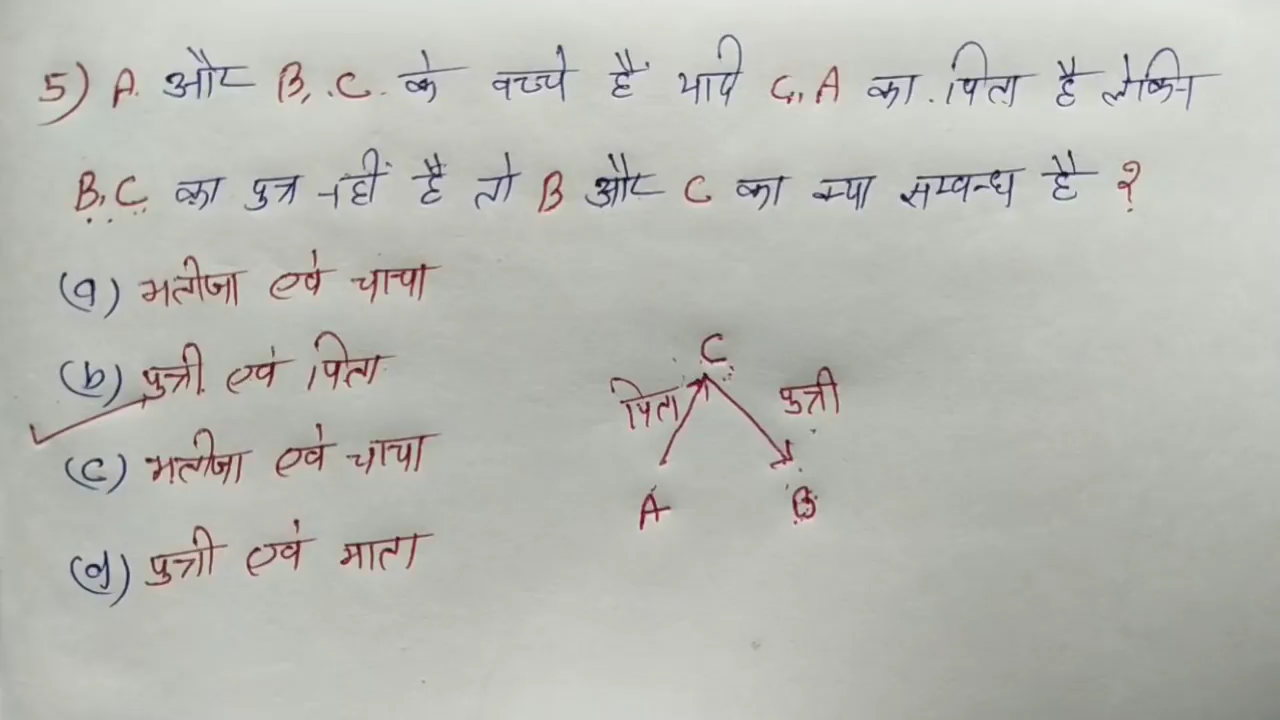 5) A. और B, .C. के बच्चे हैं यदि C, A का पिता है लेकिन
B, C का पुत्र नहीं है तो B और C का क्या सम्बन्ध है ?
(a) भतीजा एवं चाचा
(b) पुत्री एवं पिता
(c) भतीजा एवं चाचा
(d) पुत्री एवं माता
C
पिता पुत्री
A B